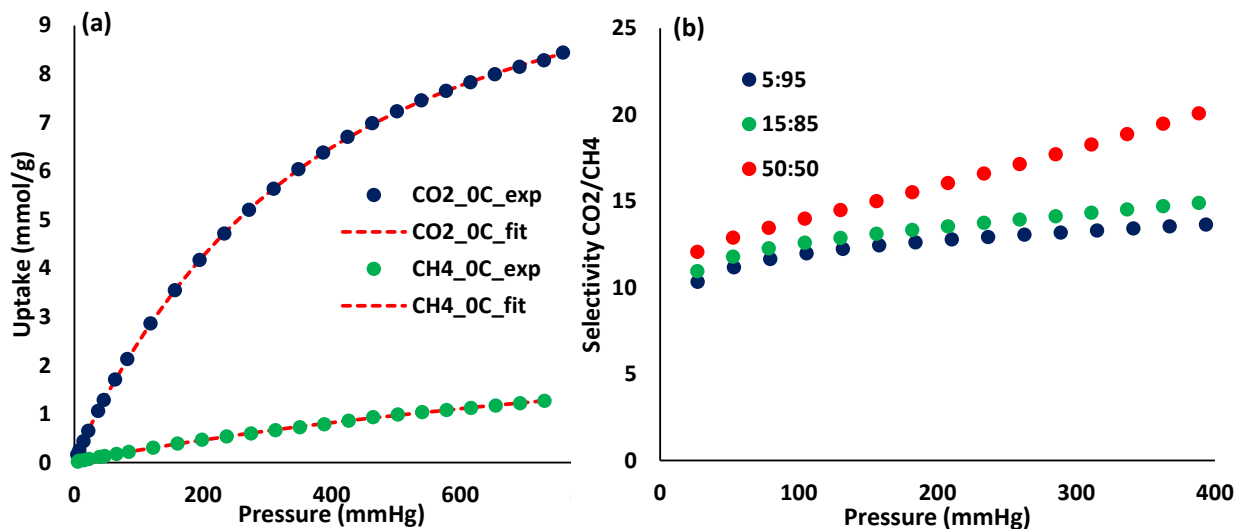 (a)
9
8
7
6
5
4
3
2
1
0
Uptake (mmol/g)
CO2_0C_exp
CO2_0C_fit
CH4_0C_exp
CH4_0C_fit
0 200 400 600
Pressure (mmHg)
(b)
25
20
15
10
5
0
Selectivity CO2/CH4
5:95
15:85
50:50
0 100 200 300 400
Pressure (mmHg)